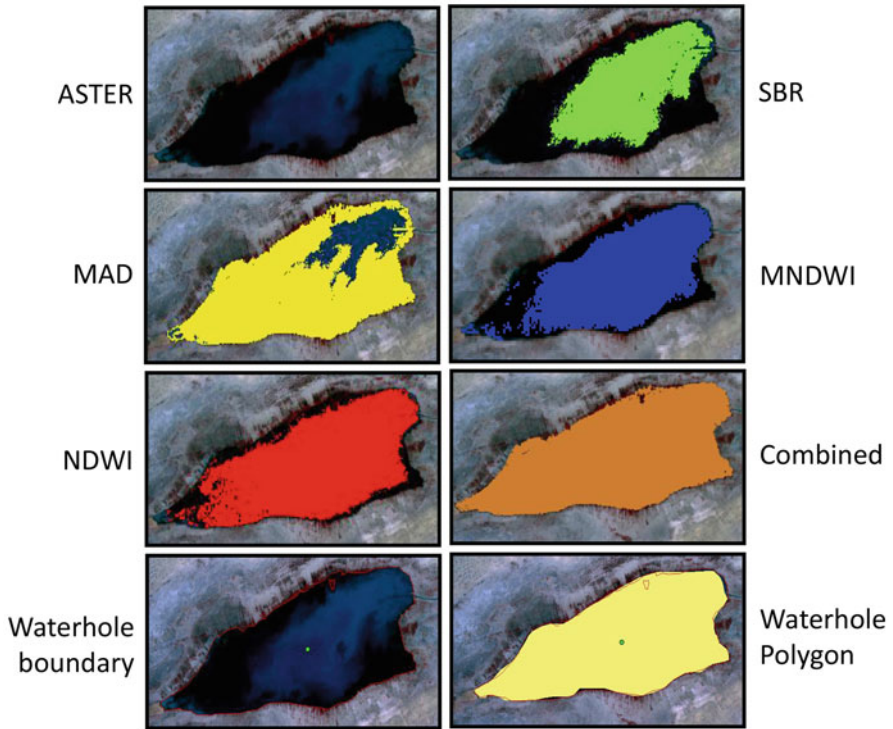 ASTER
SBR
MAD
MNDWI
NDWI
Combined
Waterhole
boundary
Waterhole
Polygon